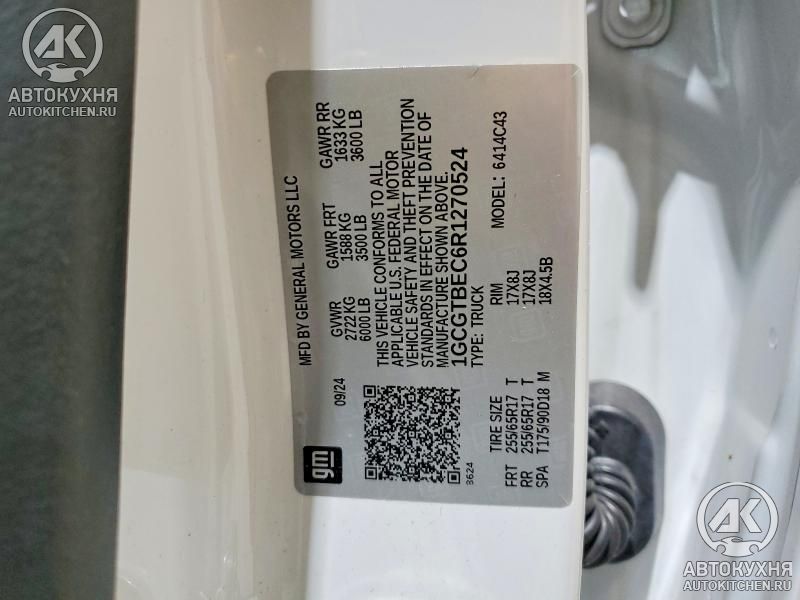 АВТОКУХНЯ
AUTOKITCHEN.RU
gm
09/24
MFD BY GENERAL MOTORS LLC
GVWR GAWR FRT GAWR RR
2722 KG 1588 KG 1633 KG
6000 LB 3500 LB 3600 LB
THIS VEHICLE CONFORMS TO ALL
APPLICABLE U.S. FEDERAL MOTOR
VEHICLE SAFETY AND THEFT PREVENTION
STANDARDS IN EFFECT ON THE DATE OF
MANUFACTURE SHOWN ABOVE.
1GCGTBEC6R1270524
TYPE: TRUCK MODEL: 6414C43
B624
TIRE SIZE RIM
FRT 255/65R17 T 17X8J
RR 255/65R17 T 17X8J
SPA T175/90D18 M 18X4.5B
АВТОКУХНЯ
AUTOKITCHEN.RU